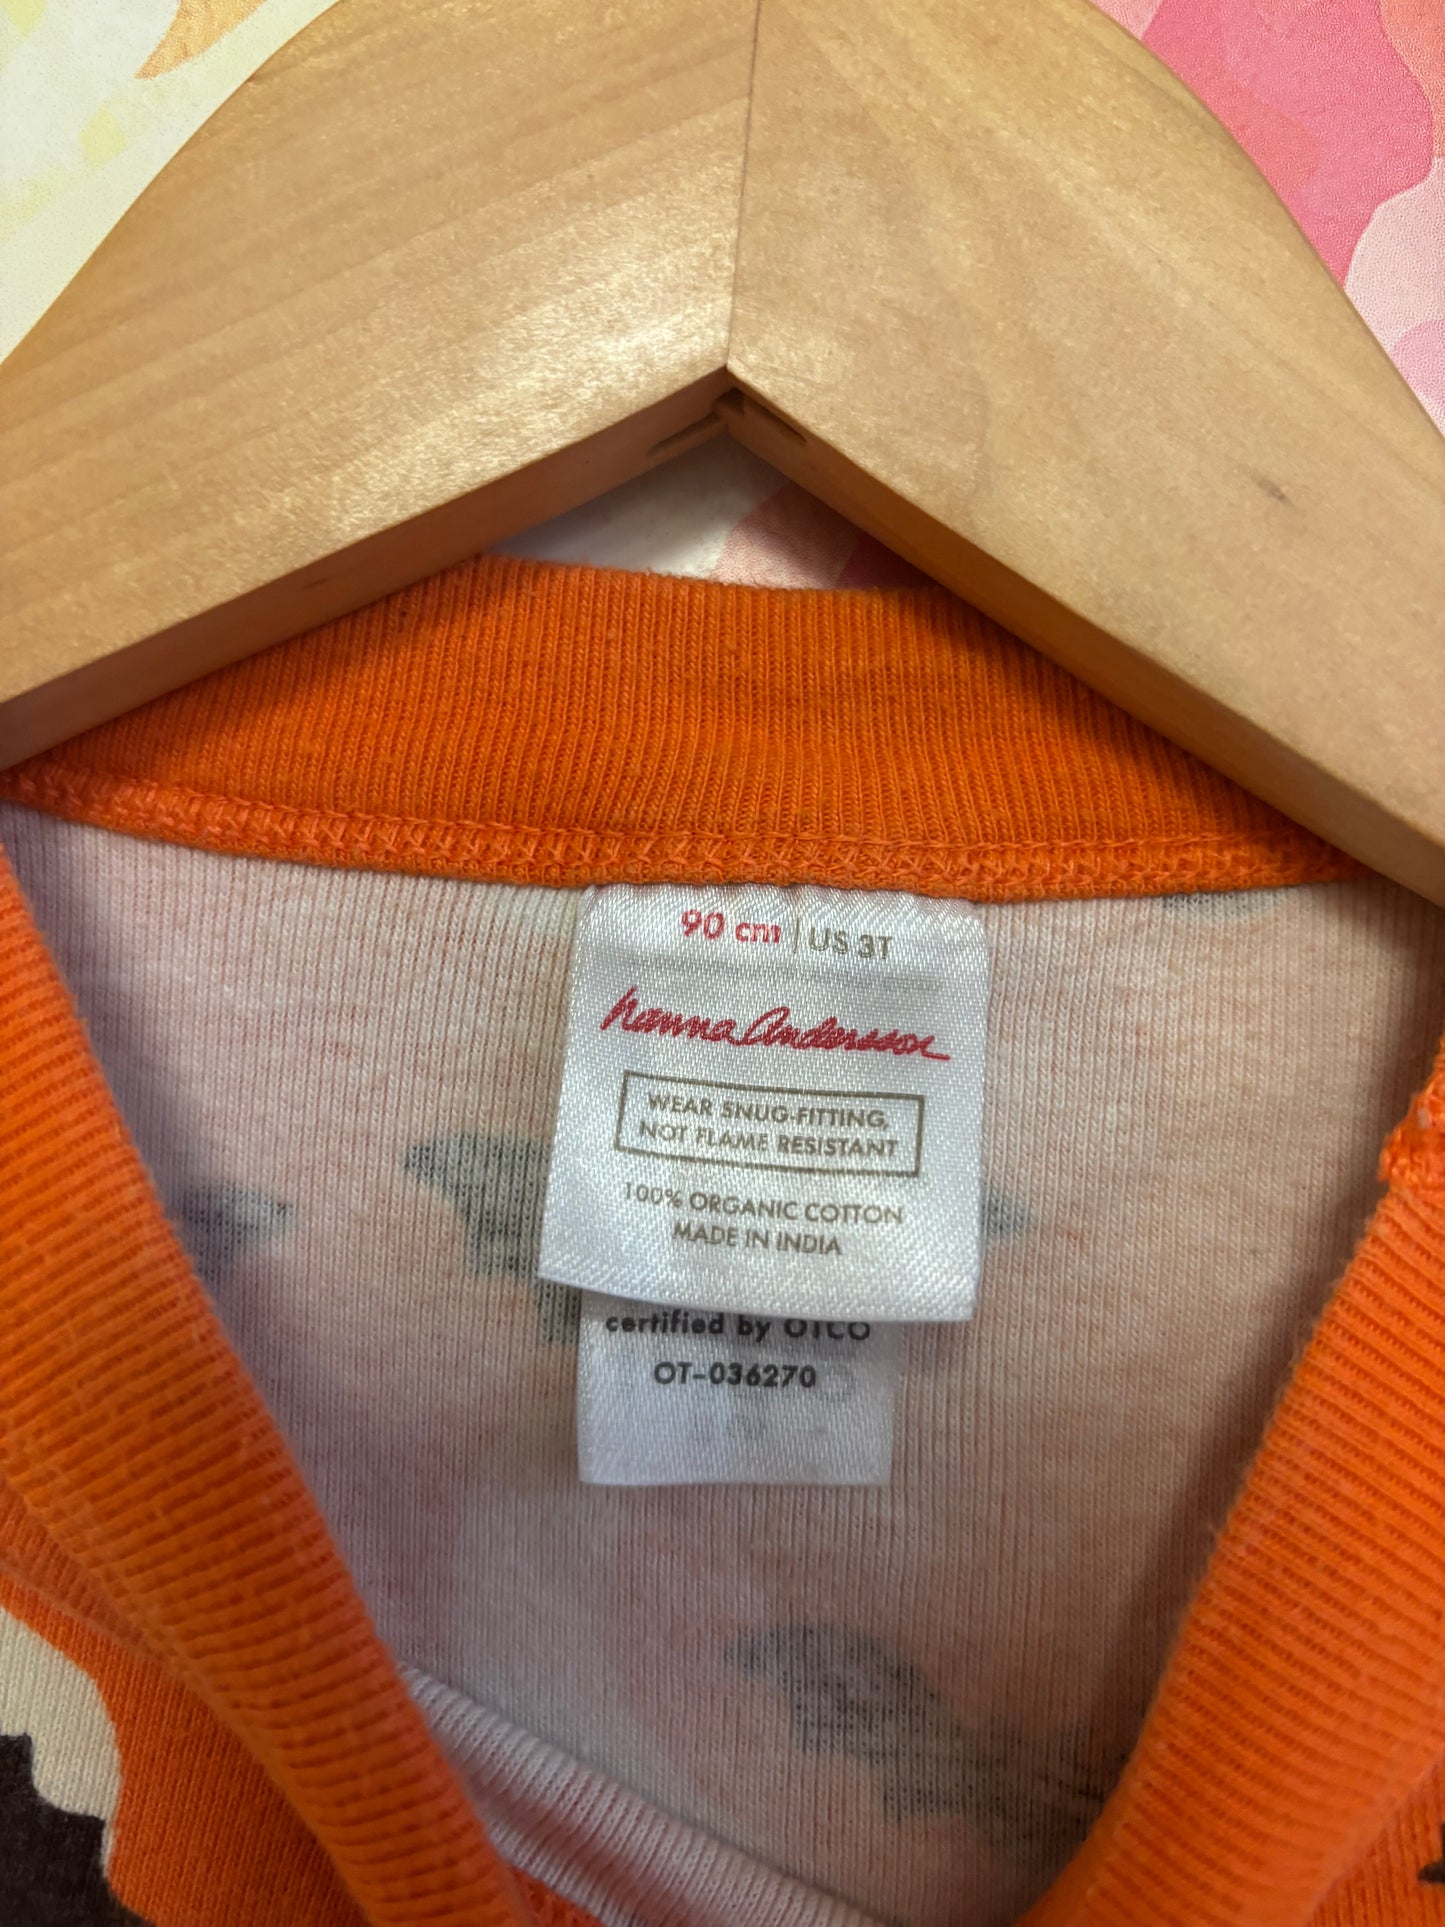 90 cm | US 3T
hanna andersson
WEAR SNUG-FITTING,
NOT FLAME RESISTANT
100% ORGANIC COTTON
MADE IN INDIA
certified by OTCO
OT-036270